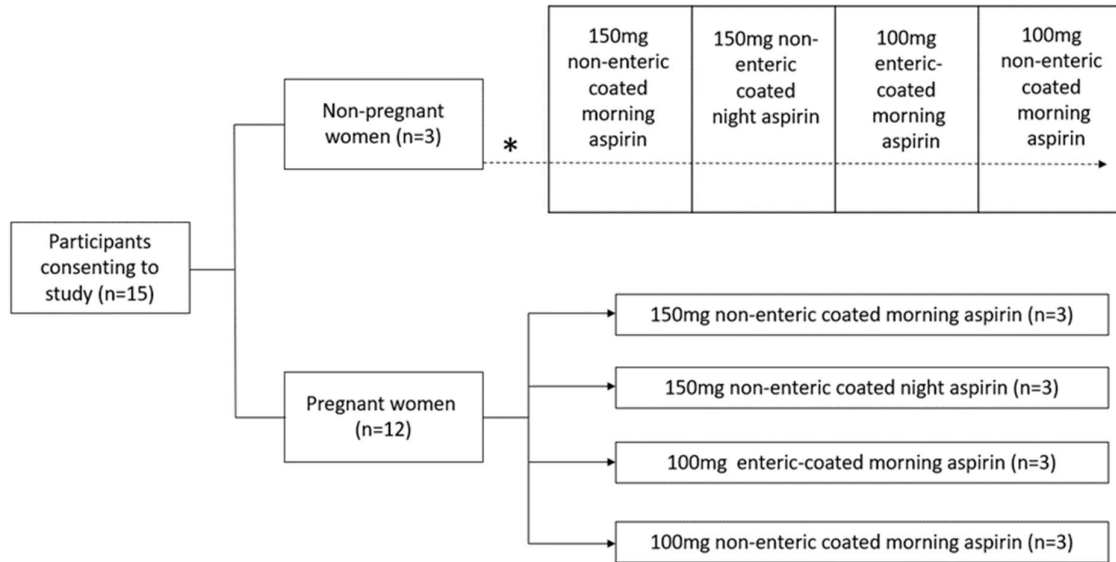 Participants
consenting to
study (n=15)
Non-pregnant
women (n=3)
*
150mg
non-enteric
coated
morning
aspirin
150mg non-
enteric
coated
night aspirin
100mg
enteric-
coated
morning
aspirin
100mg
non-enteric
coated
morning
aspirin
Pregnant women
(n=12)
150mg non-enteric coated morning aspirin (n=3)
150mg non-enteric coated night aspirin (n=3)
100mg enteric-coated morning aspirin (n=3)
100mg non-enteric coated morning aspirin (n=3)